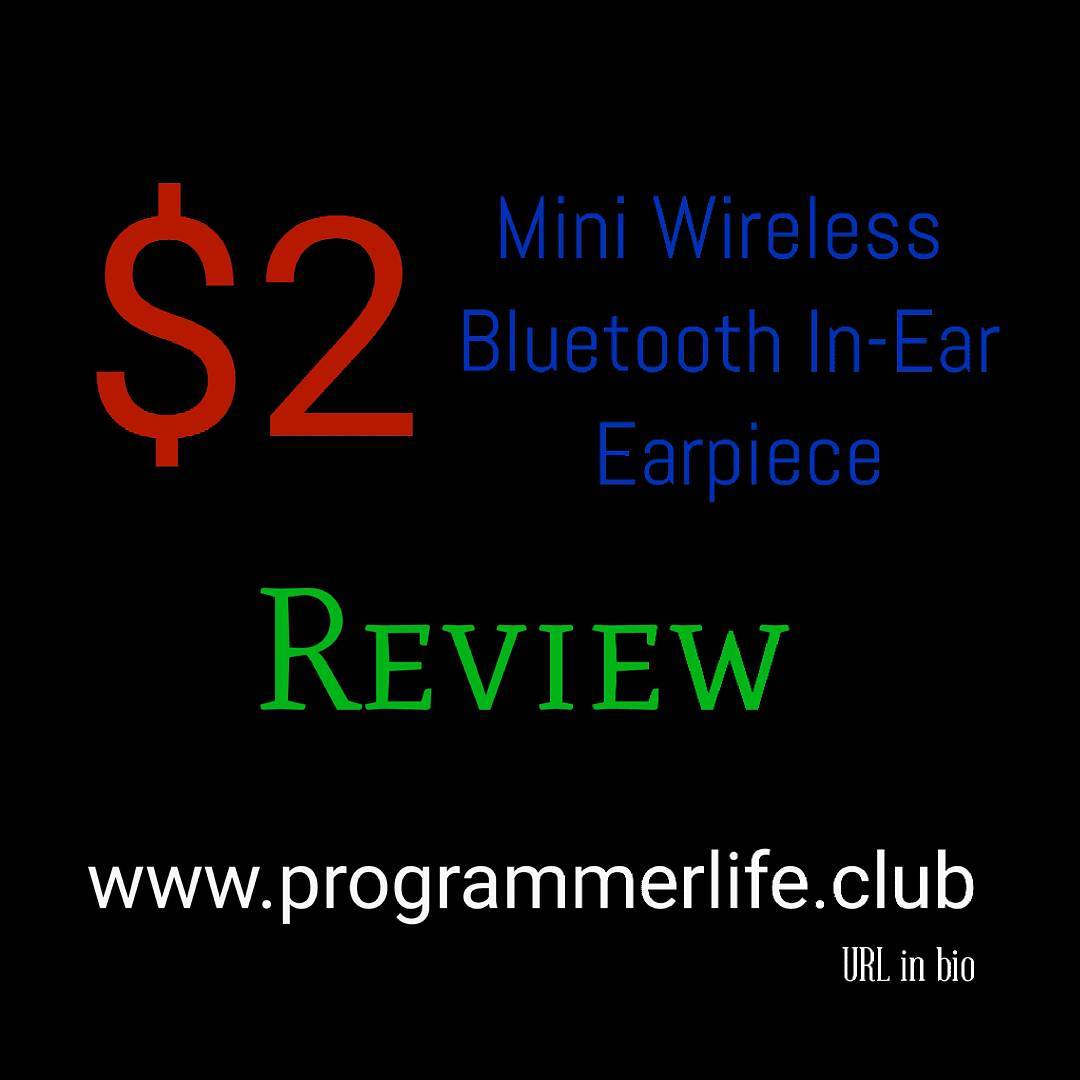 $2
Mini Wireless
Bluetooth In-Ear
Earpiece
Review
www.programmerlife.club
URL in bio